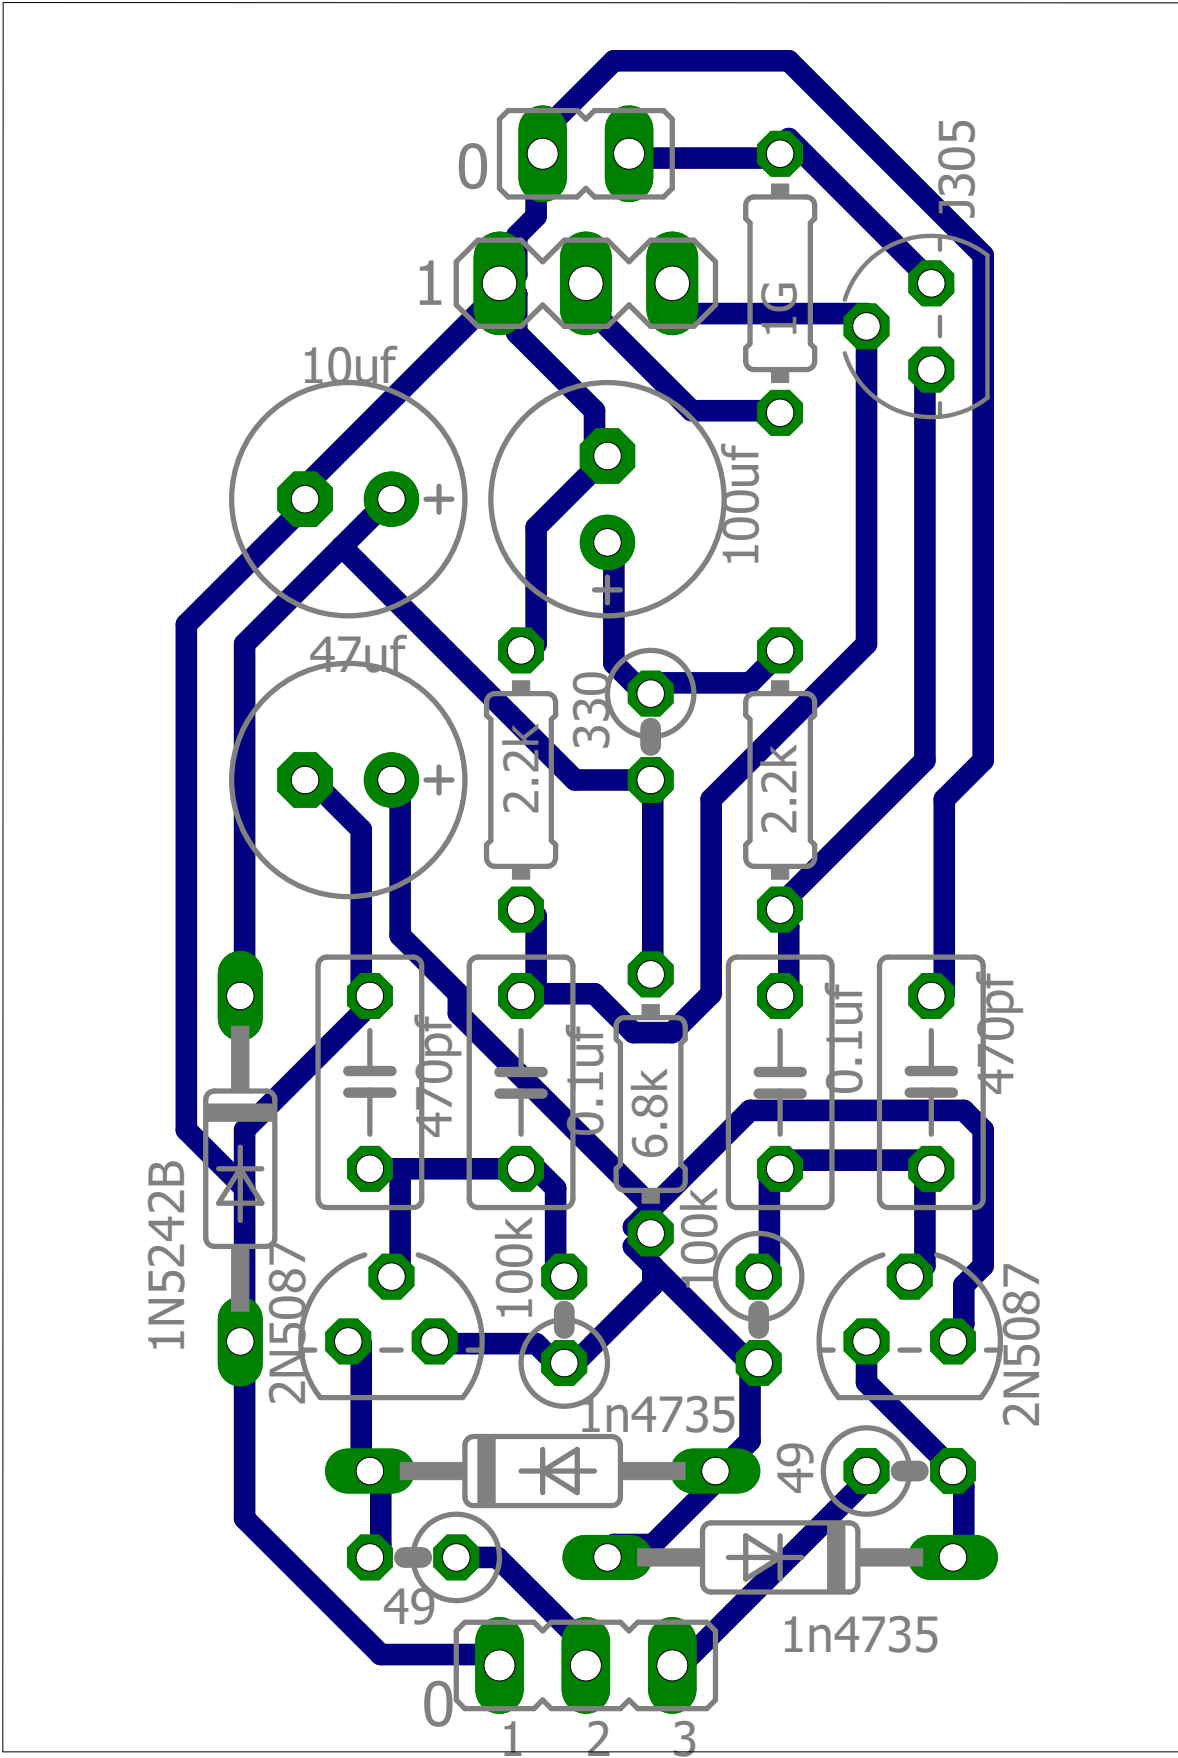 0
J305
1
1G
10uf
100uf
47uf
330
2.2k
2.2k
470pf
0.1uf
6.8k
0.1uf
470pf
1N5242B
2N5087
100k
100k
2N5087
1n4735
49
49
1n4735
0
1 2 3